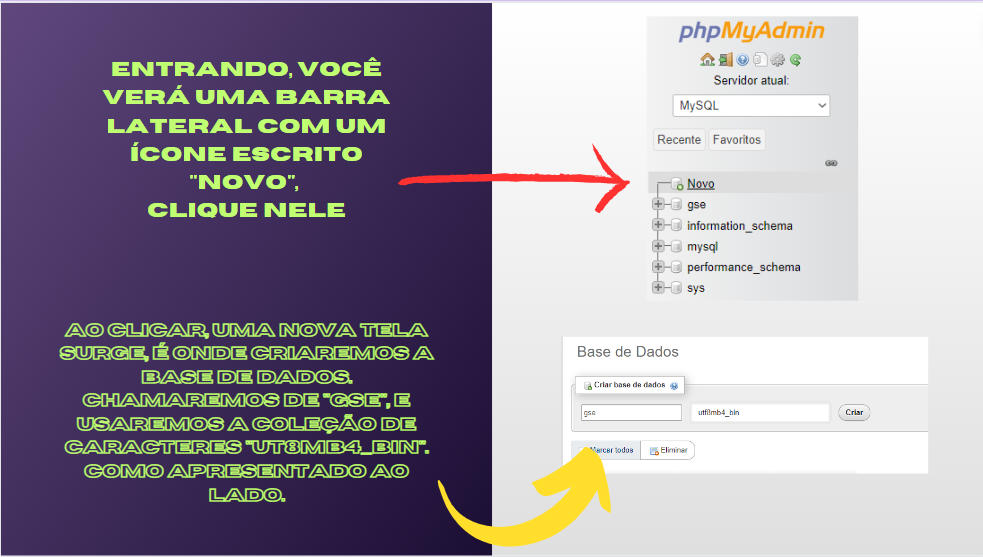 ENTRANDO, VOCÊ
VERÁ UMA BARRA
LATERAL COM UM
ÍCONE ESCRITO
"NOVO",
CLIQUE NELE
AO CLICAR, UMA NOVA TELA
SURGE, É ONDE CRIAREMOS A
BASE DE DADOS.
CHAMAREMOS DE "GSE", E
USAREMOS A COLEÇÃO DE
CARACTERES "UT8MB4_BIN".
COMO APRESENTADO AO
LADO.
phpMyAdmin
Servidor atual:
MySQL
Recente Favoritos
Novo
gse
information_schema
mysql
performance_schema
sys
Base de Dados
Criar base de dados
gse utf8mb4_bin Criar
Marcar todos Eliminar